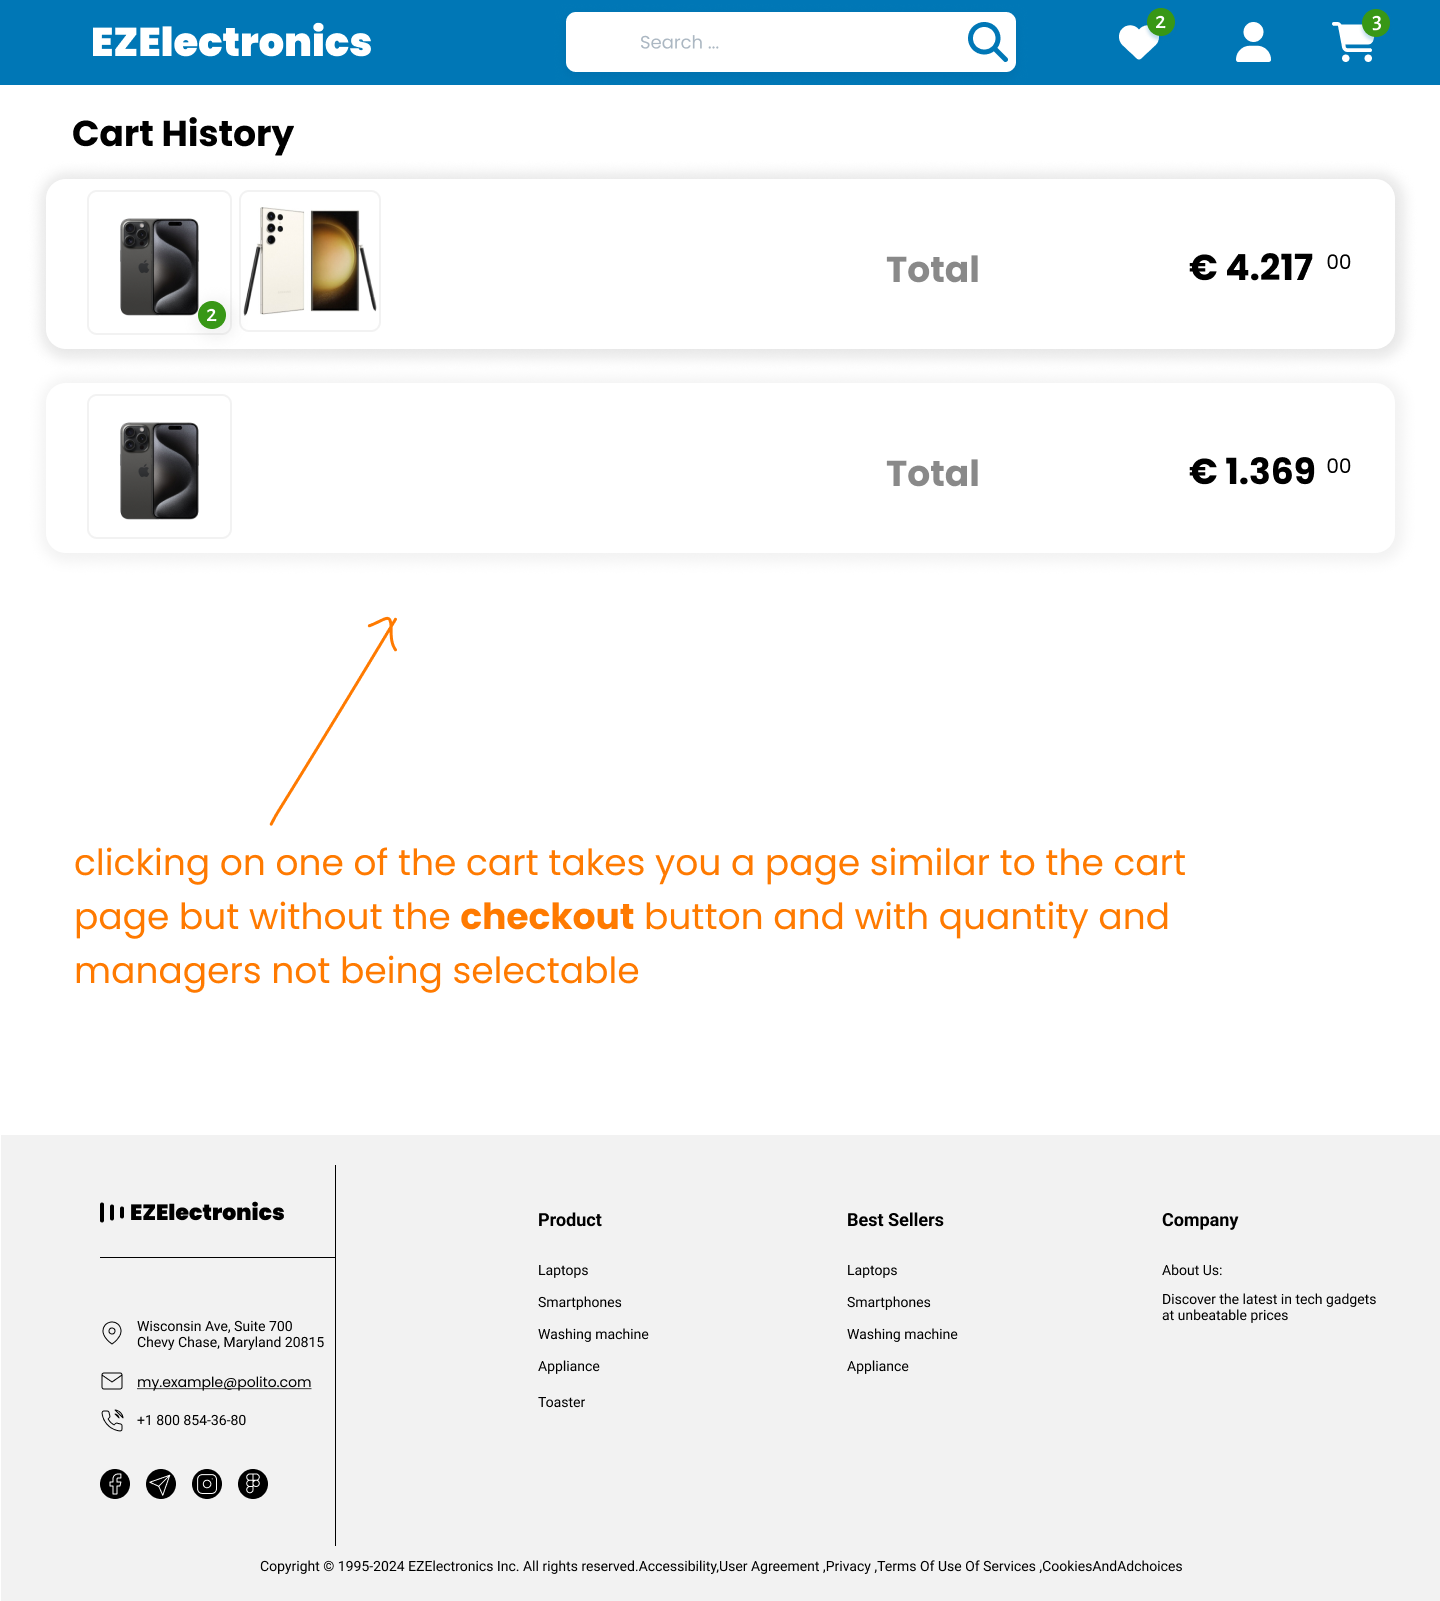 EZElectronics
Search ...
2
3
Cart History
2
Total
€ 4.217 00
Total
€ 1.369 00
clicking on one of the cart takes you a page similar to the cart
page but without the checkout button and with quantity and
managers not being selectable
EZElectronics
Wisconsin Ave, Suite 700
Chevy Chase, Maryland 20815
my.example@polito.com
+1 800 854-36-80
Product
Laptops
Smartphones
Washing machine
Appliance
Toaster
Best Sellers
Laptops
Smartphones
Washing machine
Appliance
Company
About Us:
Discover the latest in tech gadgets
at unbeatable prices
Copyright © 1995-2024 EZElectronics Inc. All rights reserved.Accessibility,User Agreement ,Privacy ,Terms Of Use Of Services ,CookiesAndAdchoices